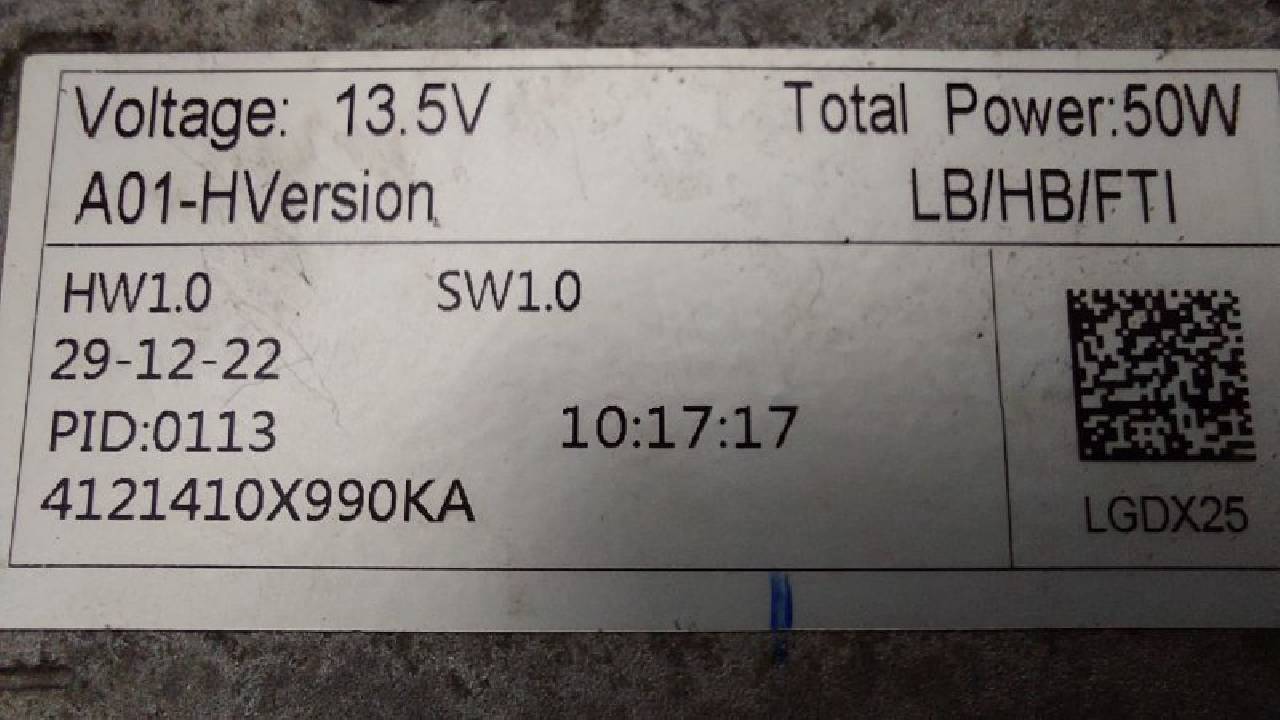 Voltage: 13.5V Total Power:50W
A01-HVersion LB/HB/FTI
HW1.0 SW1.0
29-12-22
PID:0113 10:17:17
4121410X990KA
LGDX25